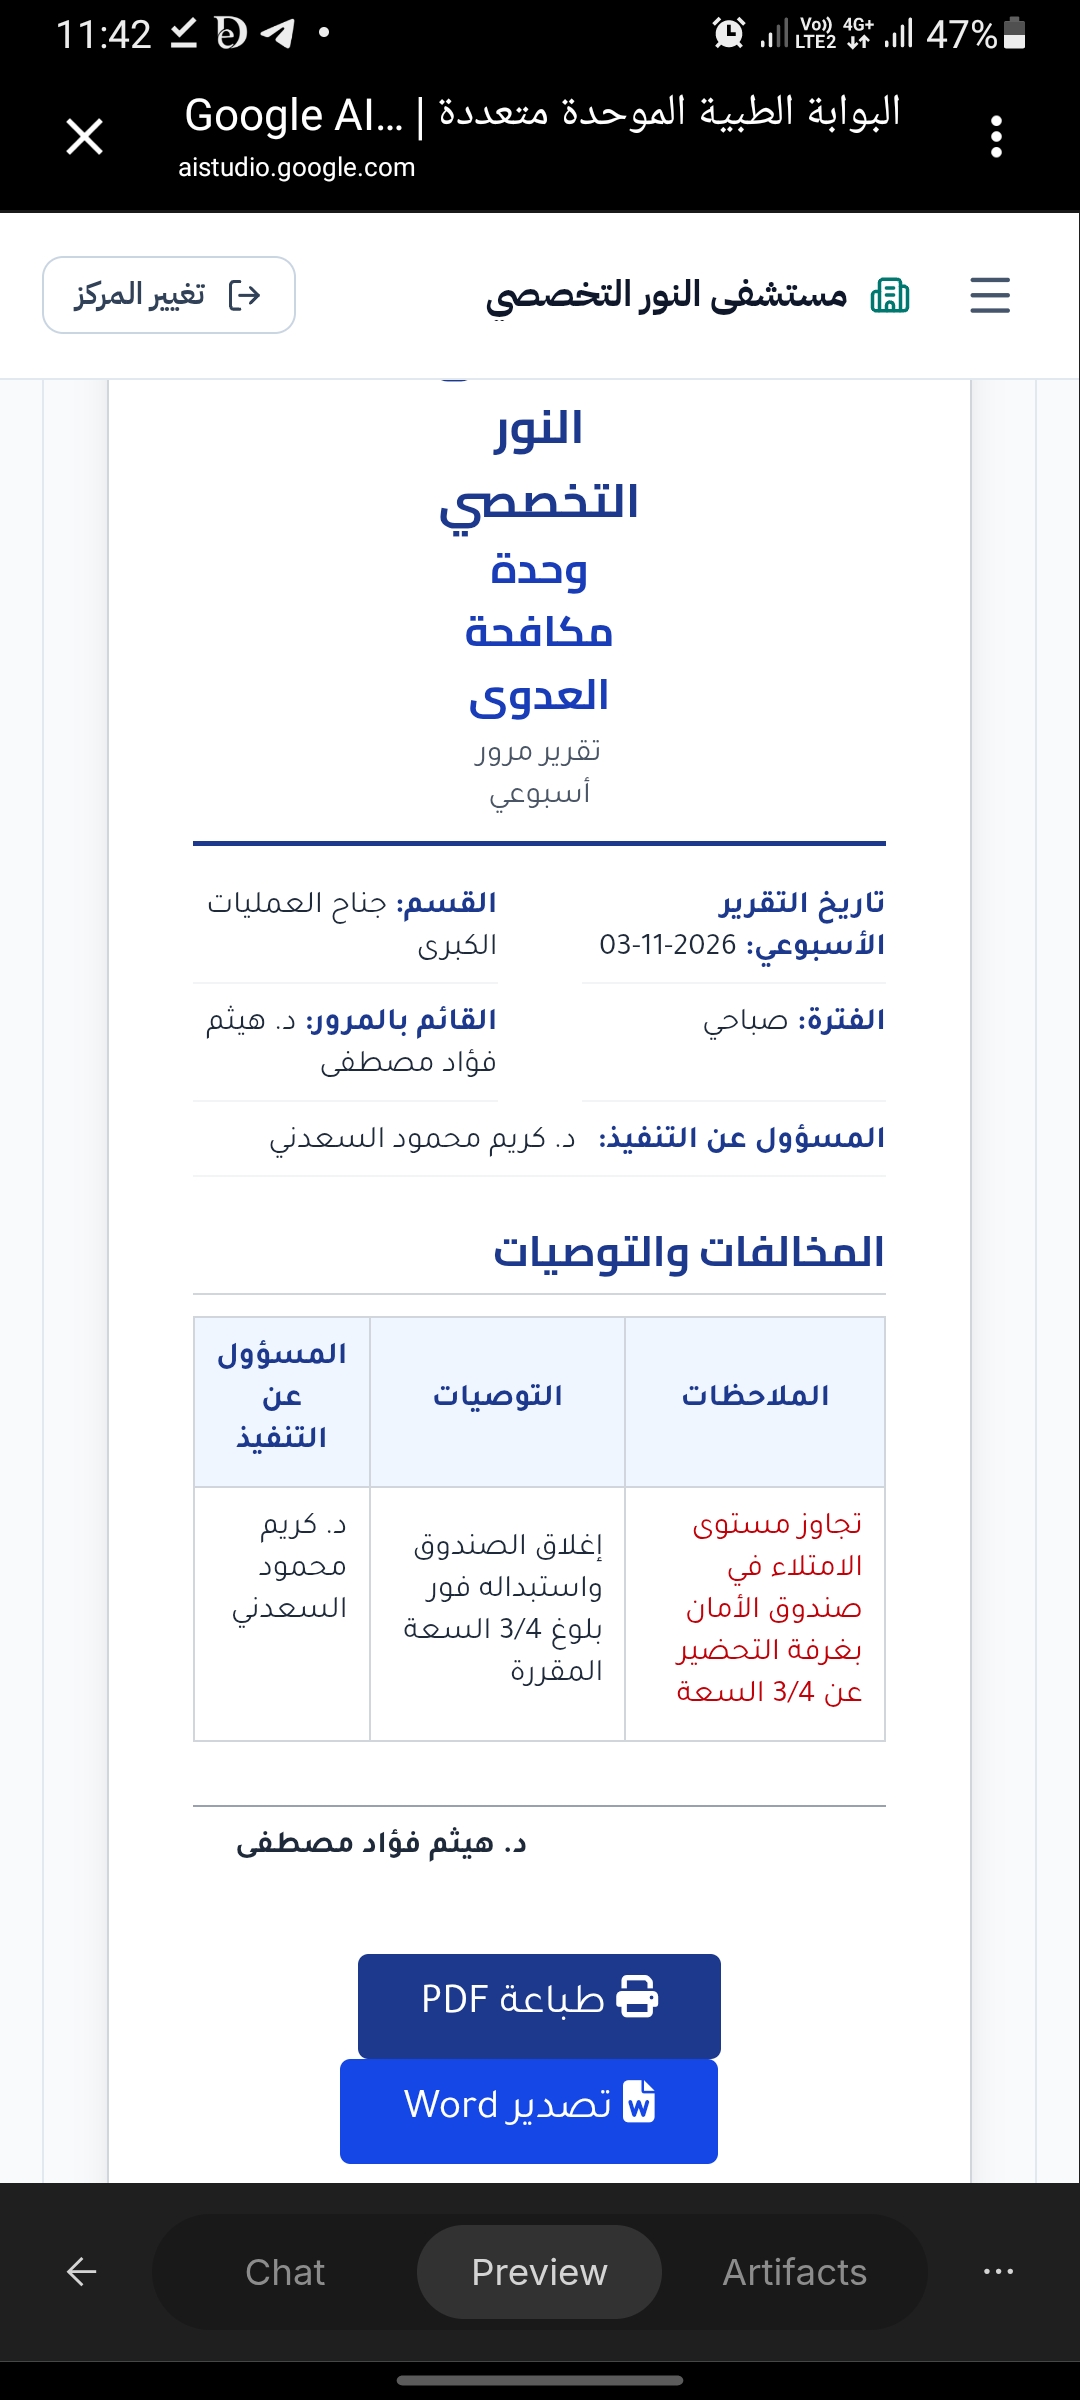 11:42
Vo)) LTE2 4G+ 47%
البوابة الطبية الموحدة متعددة | Google AI...
aistudio.google.com
مستشفى النور التخصصي
تغيير المركز
النور
التخصصي
وحدة
مكافحة
العدوى
تقرير مرور
أسبوعي
تاريخ التقرير
الأسبوعي: 2026-11-03
القسم: جناح العمليات
الكبرى
الفترة: صباحي
القائم بالمرور: د. هيثم
فؤاد مصطفى
المسؤول عن التنفيذ: د. كريم محمود السعدني
المخالفات والتوصيات
الملاحظات
التوصيات
المسؤول
عن
التنفيذ
تجاوز مستوى
الامتلاء في
صندوق الأمان
بغرفة التحضير
عن 3/4 السعة
إغلاق الصندوق
واستبداله فور
بلوغ 3/4 السعة
المقررة
د. كريم
محمود
السعدني
د. هيثم فؤاد مصطفى
طباعة PDF
تصدير Word
Chat
Preview
Artifacts